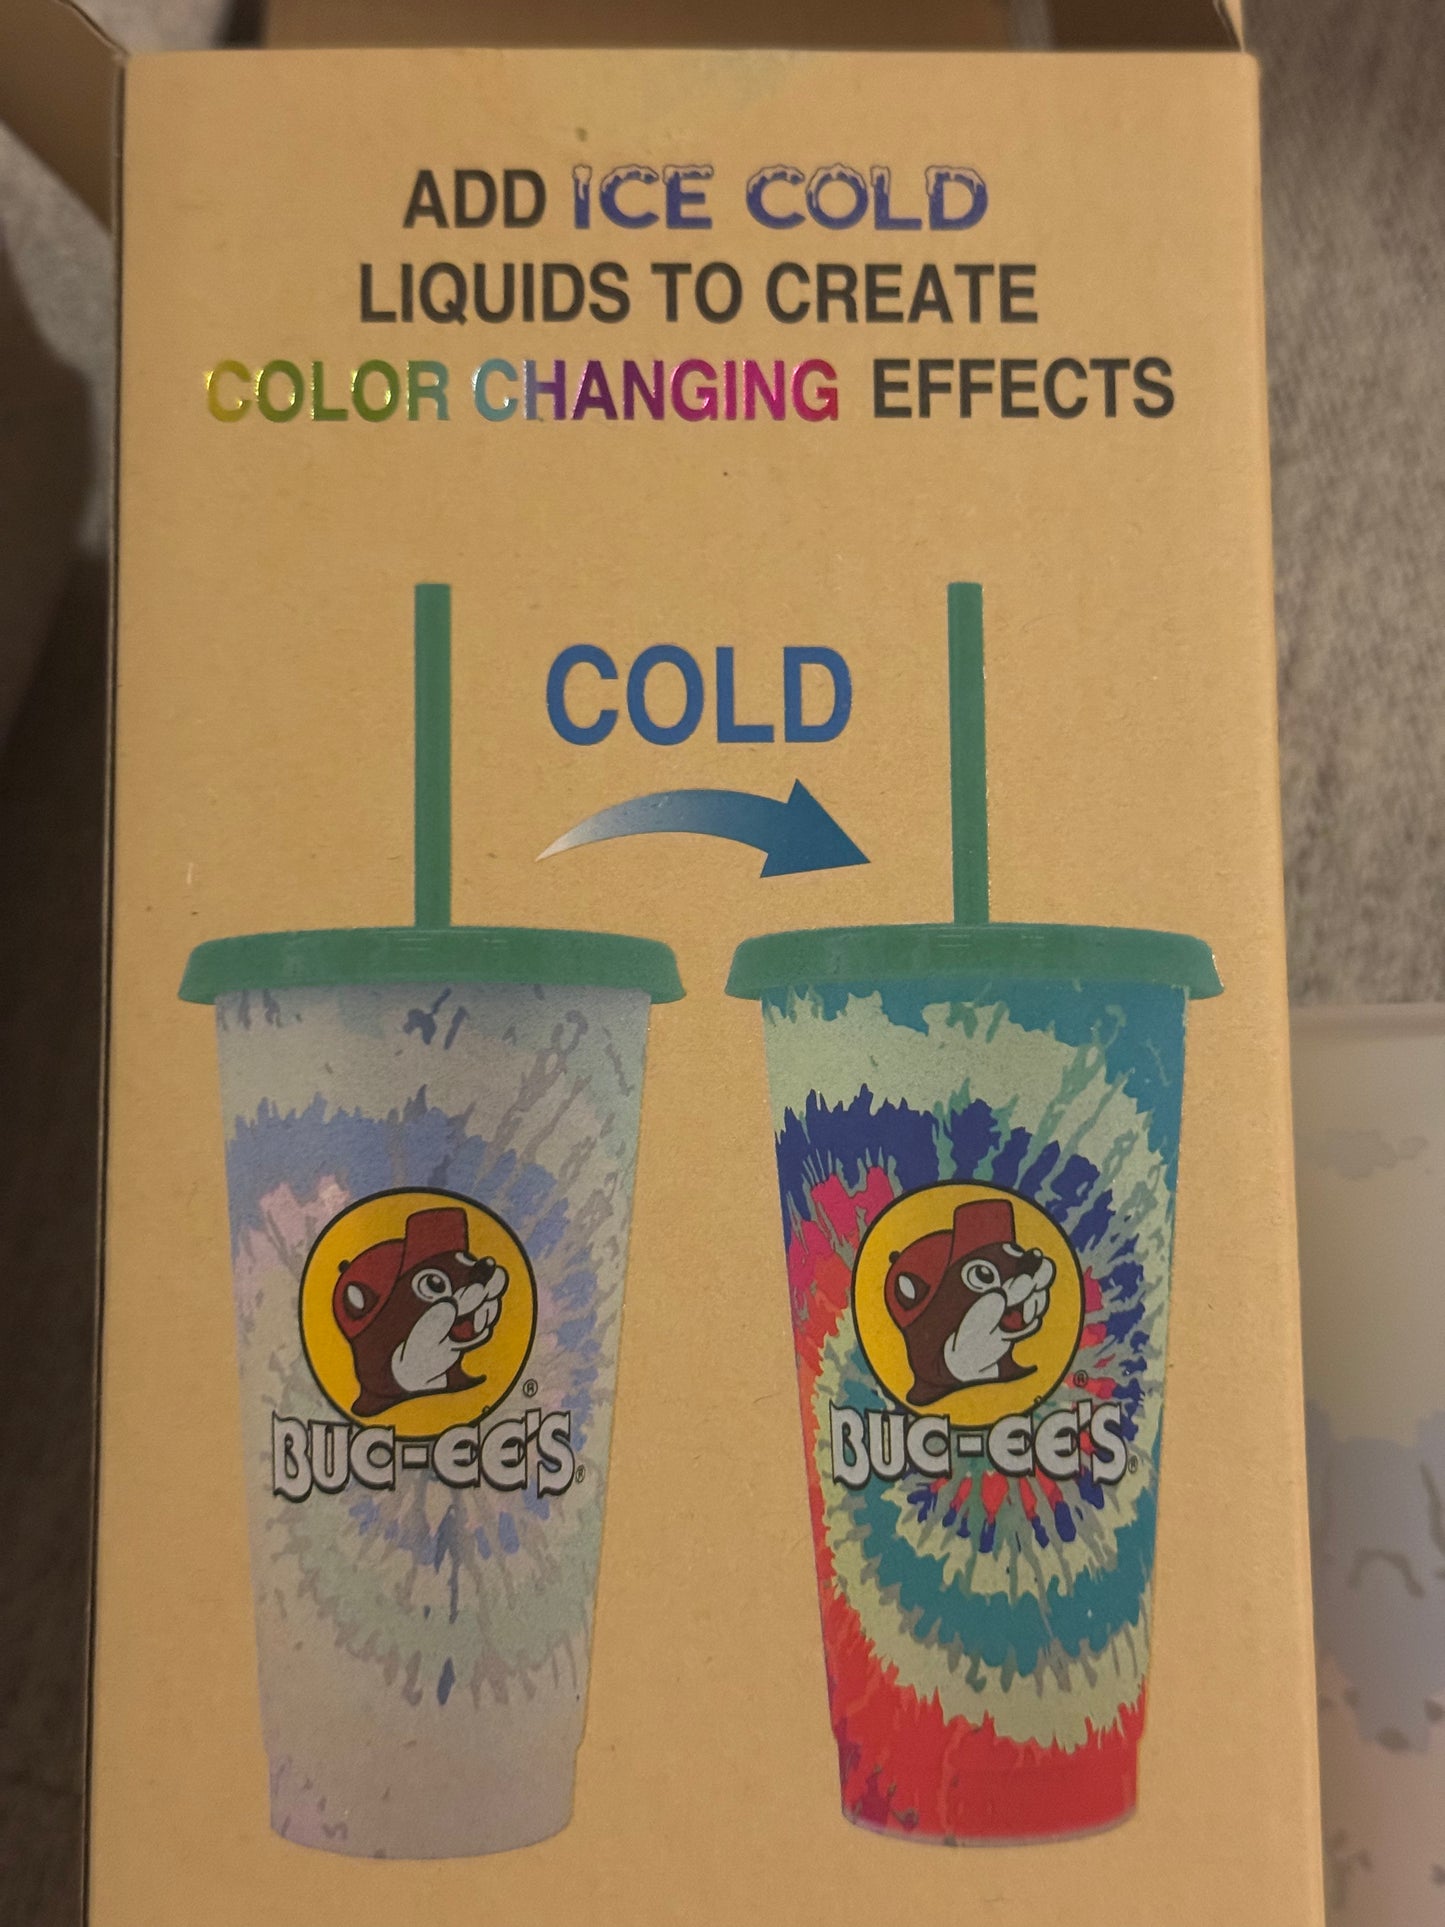 ADD ICE COLD
LIQUIDS TO CREATE
COLOR CHANGING EFFECTS
COLD
®
BUC-EE'S®
®
BUC-EE'S®